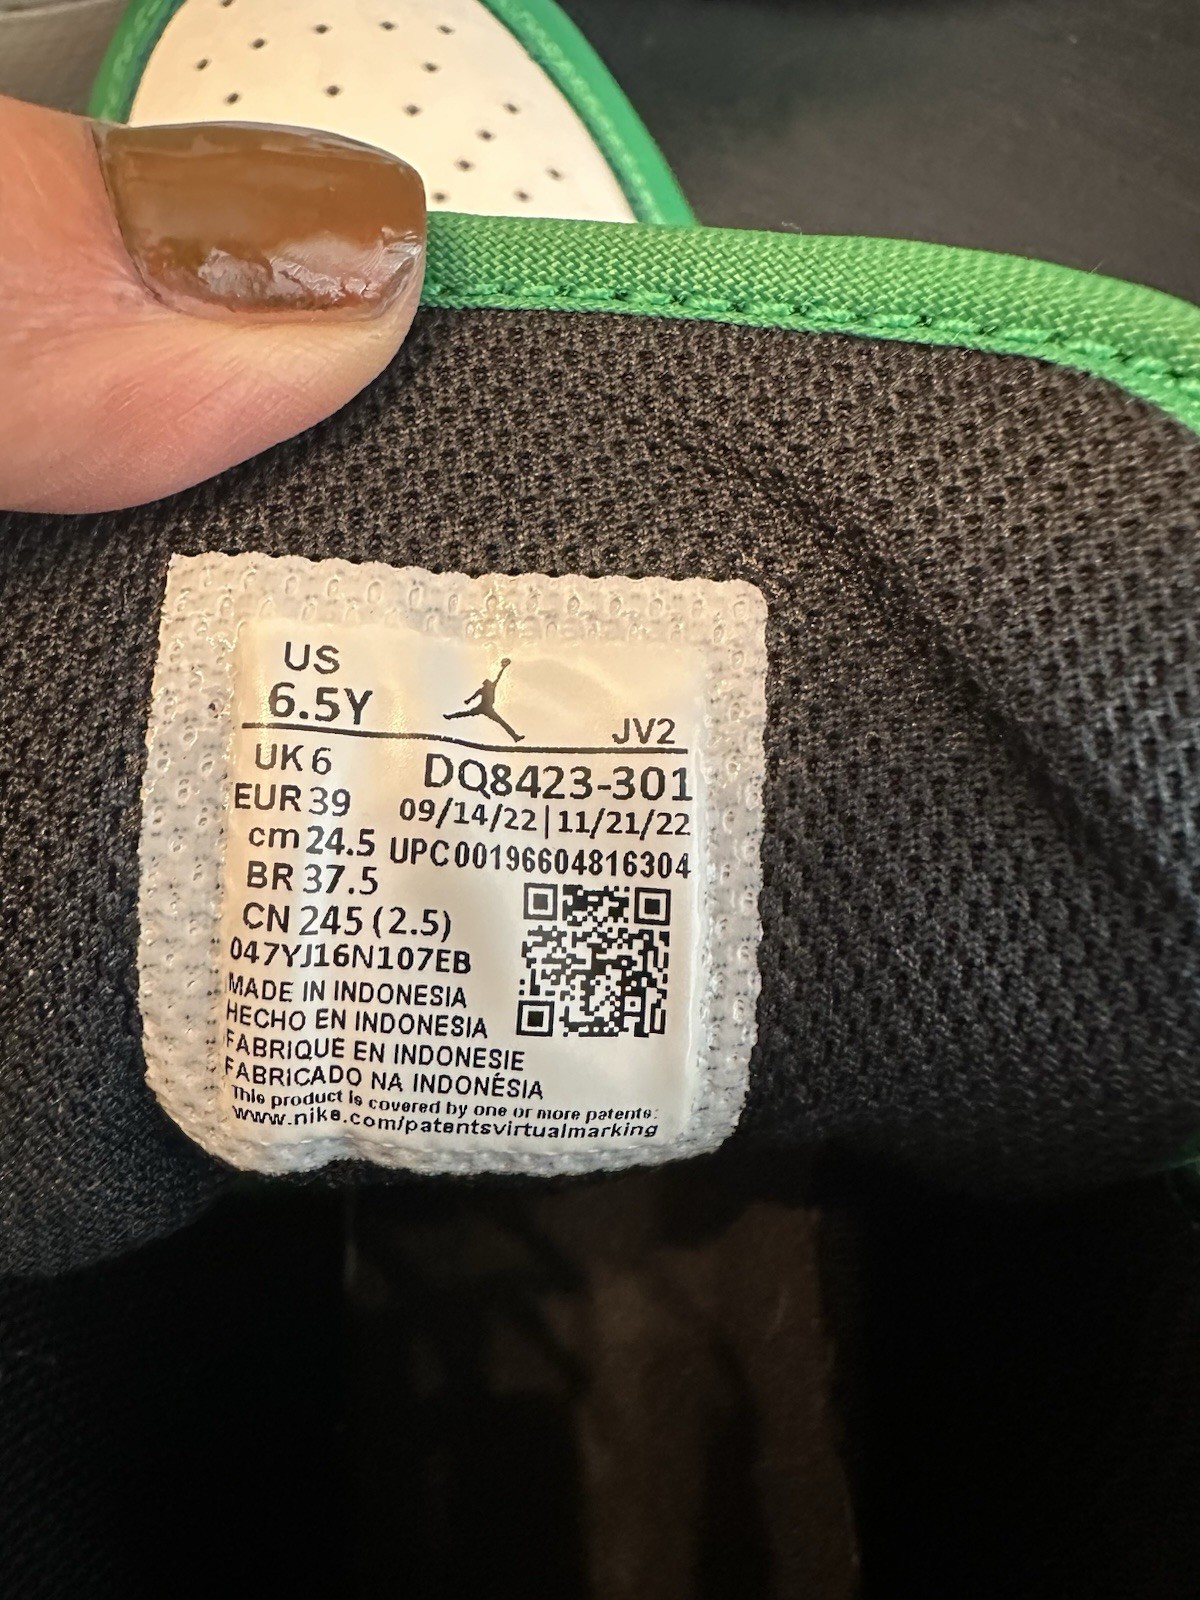 US
6.5Y
JV2
UK 6
DQ8423-301
EUR 39
09/14/22|11/21/22
cm 24.5
UPC00196604816304
BR 37.5
CN 245 (2.5)
047YJ16N107EB
MADE IN INDONESIA
HECHO EN INDONESIA
FABRIQUE EN INDONESIE
FABRICADO NA INDONÉSIA
This product is covered by one or more patents:
www.nike.com/patentsvirtualmarking